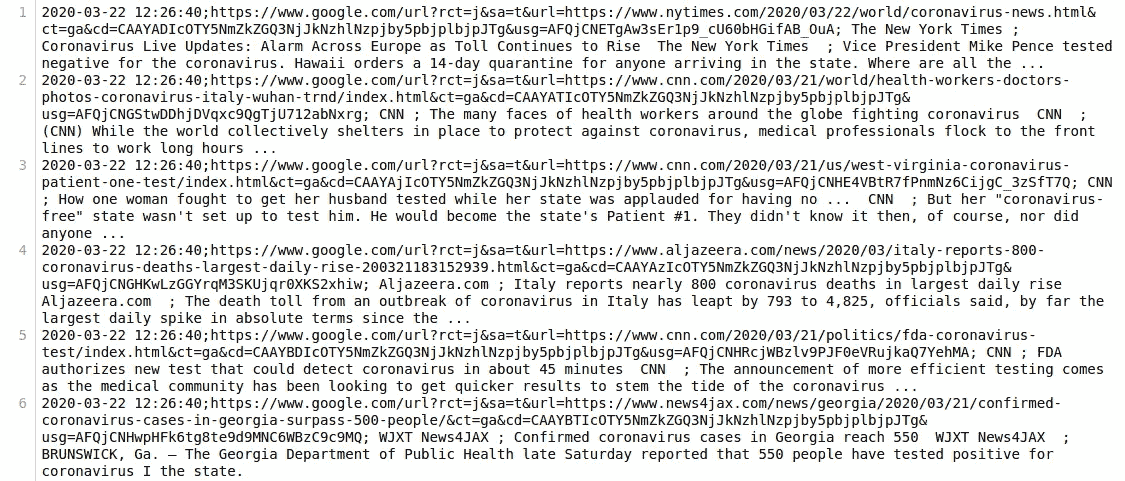 1 2020-03-22 12:26:40;https://www.google.com/url?rct=j&sa=t&url=https://www.nytimes.com/2020/03/22/world/coronavirus-news.html&
ct=ga&cd=CAAYADIcOTY5NmZkZGQ3NjJkNzhlNzpjby5pbjplbjpJTg&usg=AFQjCNETgAw3sEr1p9_cU60bHGifAB_OuA; The New York Times ;
Coronavirus Live Updates: Alarm Across Europe as Toll Continues to Rise  The New York Times  ; Vice President Mike Pence tested
negative for the coronavirus. Hawaii orders a 14-day quarantine for anyone arriving in the state. Where are all the ...
2 2020-03-22 12:26:40;https://www.google.com/url?rct=j&sa=t&url=https://www.cnn.com/2020/03/21/world/health-workers-doctors-
photos-coronavirus-italy-wuhan-trnd/index.html&ct=ga&cd=CAAYATIcOTY5NmZkZGQ3NjJkNzhlNzpjby5pbjplbjpJTg&
usg=AFQjCNGStwDDhjDVqxc9QgTjU712abNxrg; CNN ; The many faces of health workers around the globe fighting coronavirus  CNN  ;
(CNN) While the world collectively shelters in place to protect against coronavirus, medical professionals flock to the front
lines to work long hours ...
3 2020-03-22 12:26:40;https://www.google.com/url?rct=j&sa=t&url=https://www.cnn.com/2020/03/21/us/west-virginia-coronavirus-
patient-one-test/index.html&ct=ga&cd=CAAYAjIcOTY5NmZkZGQ3NjJkNzhlNzpjby5pbjplbjpJTg&usg=AFQjCNHE4VBtR7fPnmNz6CijgC_3zSfT7Q; CNN
; How one woman fought to get her husband tested while her state was applauded for having no ...  CNN  ; But her "coronavirus-
free" state wasn't set up to test him. He would become the state's Patient #1. They didn't know it then, of course, nor did
anyone ...
4 2020-03-22 12:26:40;https://www.google.com/url?rct=j&sa=t&url=https://www.aljazeera.com/news/2020/03/italy-reports-800-
coronavirus-deaths-largest-daily-rise-200321183152939.html&ct=ga&cd=CAAYAzIcOTY5NmZkZGQ3NjJkNzhlNzpjby5pbjplbjpJTg&
usg=AFQjCNGHKwLzGGYrqM3SKUjqr0XKS2xhiw; Aljazeera.com ; Italy reports nearly 800 coronavirus deaths in largest daily rise
Aljazeera.com  ; The death toll from an outbreak of coronavirus in Italy has leapt by 793 to 4,825, officials said, by far the
largest daily spike in absolute terms since the ...
5 2020-03-22 12:26:40;https://www.google.com/url?rct=j&sa=t&url=https://www.cnn.com/2020/03/21/politics/fda-coronavirus-
test/index.html&ct=ga&cd=CAAYBDIcOTY5NmZkZGQ3NjJkNzhlNzpjby5pbjplbjpJTg&usg=AFQjCNHRcjWBzlv9PJF0eVRujkaQ7YehMA; CNN ; FDA
authorizes new test that could detect coronavirus in about 45 minutes  CNN  ; The announcement of more efficient testing comes
as the medical community has been looking to get quicker results to stem the tide of the coronavirus ...
6 2020-03-22 12:26:40;https://www.google.com/url?rct=j&sa=t&url=https://www.news4jax.com/news/georgia/2020/03/21/confirmed-
coronavirus-cases-in-georgia-surpass-500-people/&ct=ga&cd=CAAYBTIcOTY5NmZkZGQ3NjJkNzhlNzpjby5pbjplbjpJTg&
usg=AFQjCNHwpHFk6tg8te9d9MNC6WBzC9c9MQ; WJXT News4JAX ; Confirmed coronavirus cases in Georgia reach 550  WJXT News4JAX  ;
BRUNSWICK, Ga. – The Georgia Department of Public Health late Saturday reported that 550 people have tested positive for
coronavirus I the state.